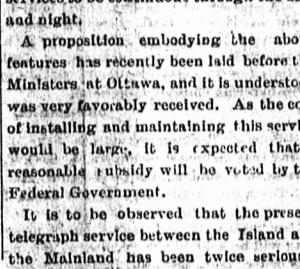 and night.
A proposition embodying the abo
features has recently been laid before t
Ministers at Ottawa, and it is understo
was very favorably received. As the co
of installing and maintaining this servi
would be large, it is expected that
reasonable subsidy will be voted by t
Federal Government.
It is to be observed that the prese
telegraph service between the Island a
the Mainland has been twice seriou